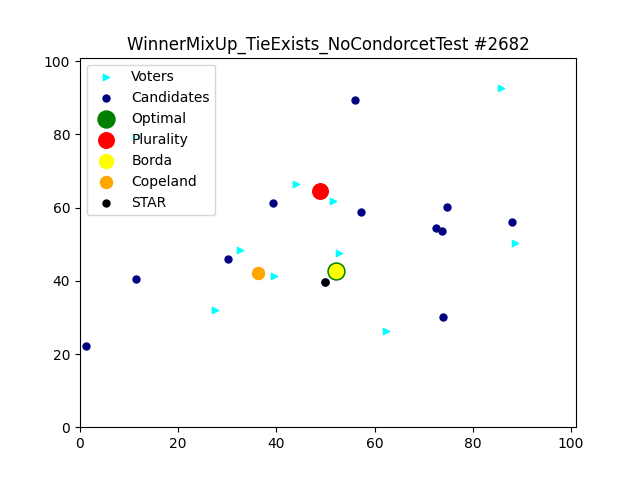 WinnerMixUp_TieExists_NoCondorcetTest #2682
100
80
60
40
20
0
Voters
Candidates
Optimal
Plurality
Borda
Copeland
STAR
0 20 40 60 80 100